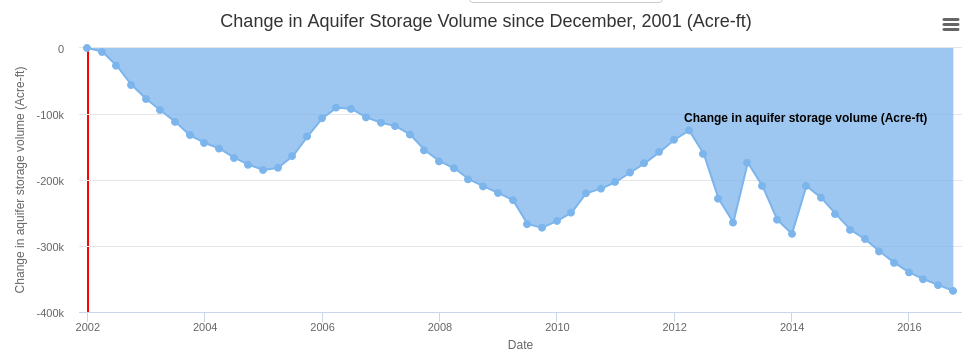 Change in Aquifer Storage Volume since December, 2001 (Acre-ft)
Change in aquifer storage volume (Acre-ft)
0
-100k
-200k
-300k
-400k
Change in aquifer storage volume (Acre-ft)
2002 2004 2006 2008 2010 2012 2014 2016
Date